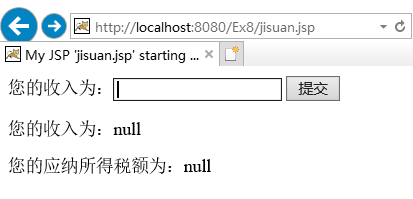 http://localhost:8080/Ex8/jisuan.jsp
My JSP 'jisuan.jsp' starting ...
您的收入为： 提交
您的收入为：null
您的应纳所得税额为：null